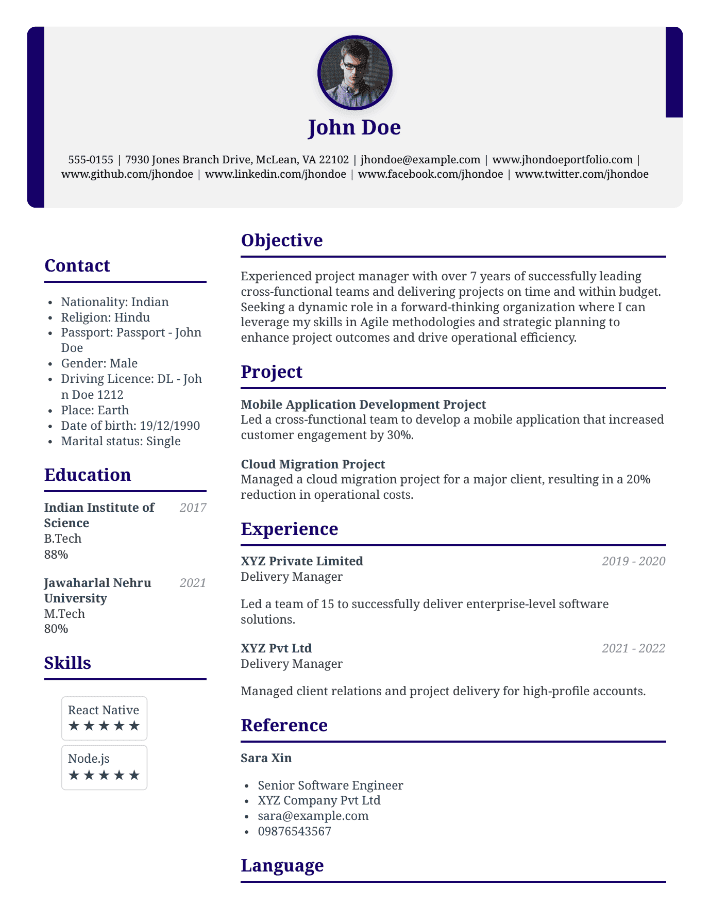 John Doe
555-0155 | 7930 Jones Branch Drive, McLean, VA 22102 | jhondoe@example.com | www.jhondoeportfolio.com |
www.github.com/jhondoe | www.linkedin.com/jhondoe | www.facebook.com/jhondoe | www.twitter.com/jhondoe
Contact
• Nationality: Indian
• Religion: Hindu
• Passport: Passport - John
Doe
• Gender: Male
• Driving Licence: DL - Joh
n Doe 1212
• Place: Earth
• Date of birth: 19/12/1990
• Marital status: Single
Education
Indian Institute of 2017
Science
B.Tech
88%
Jawaharlal Nehru 2021
University
M.Tech
80%
Skills
React Native
★ ★ ★ ★ ★
Node.js
★ ★ ★ ★ ★
Objective
Experienced project manager with over 7 years of successfully leading
cross-functional teams and delivering projects on time and within budget.
Seeking a dynamic role in a forward-thinking organization where I can
leverage my skills in Agile methodologies and strategic planning to
enhance project outcomes and drive operational efficiency.
Project
Mobile Application Development Project
Led a cross-functional team to develop a mobile application that increased
customer engagement by 30%.
Cloud Migration Project
Managed a cloud migration project for a major client, resulting in a 20%
reduction in operational costs.
Experience
XYZ Private Limited 2019 - 2020
Delivery Manager
Led a team of 15 to successfully deliver enterprise-level software
solutions.
XYZ Pvt Ltd 2021 - 2022
Delivery Manager
Managed client relations and project delivery for high-profile accounts.
Reference
Sara Xin
• Senior Software Engineer
• XYZ Company Pvt Ltd
• sara@example.com
• 09876543567
Language